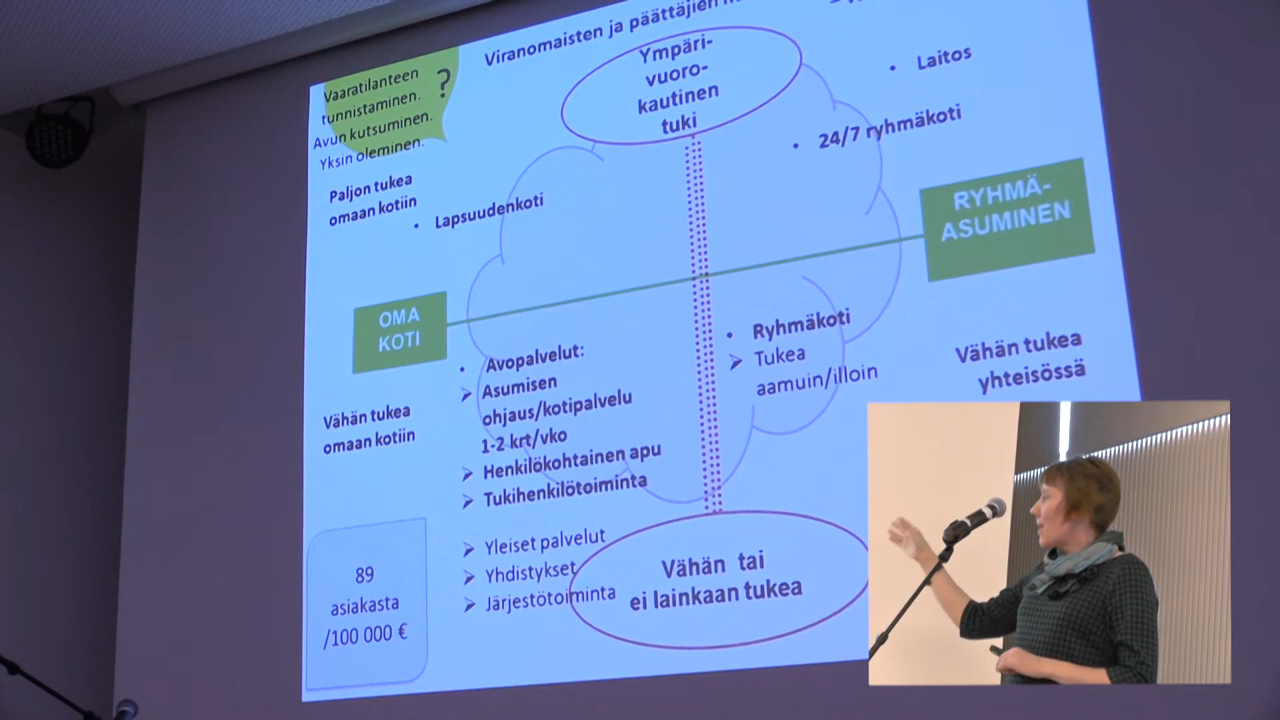 Viranomaisten ja päättäjien
Vaaratilanteen
tunnistaminen.
Avun kutsuminen.
Yksin oleminen.
?
Ympäri-
vuoro-
kautinen
tuki
• Laitos
• 24/7 ryhmäkoti
Paljon tukea
omaan kotiin
• Lapsuudenkoti
RYHMÄ-
ASUMINEN
OMA
KOTI
• Ryhmäkoti
➢ Tukea
aamuin/illoin
Vähän tukea
yhteisössä
• Avopalvelut:
➢ Asumisen
ohjaus/kotipalvelu
1-2 krt/vko
➢ Henkilökohtainen apu
➢ Tukihenkilötoiminta
Vähän tukea
omaan kotiin
➢ Yleiset palvelut
➢ Yhdistykset
➢ Järjestötoiminta
Vähän tai
ei lainkaan tukea
89
asiakasta
/100 000 €